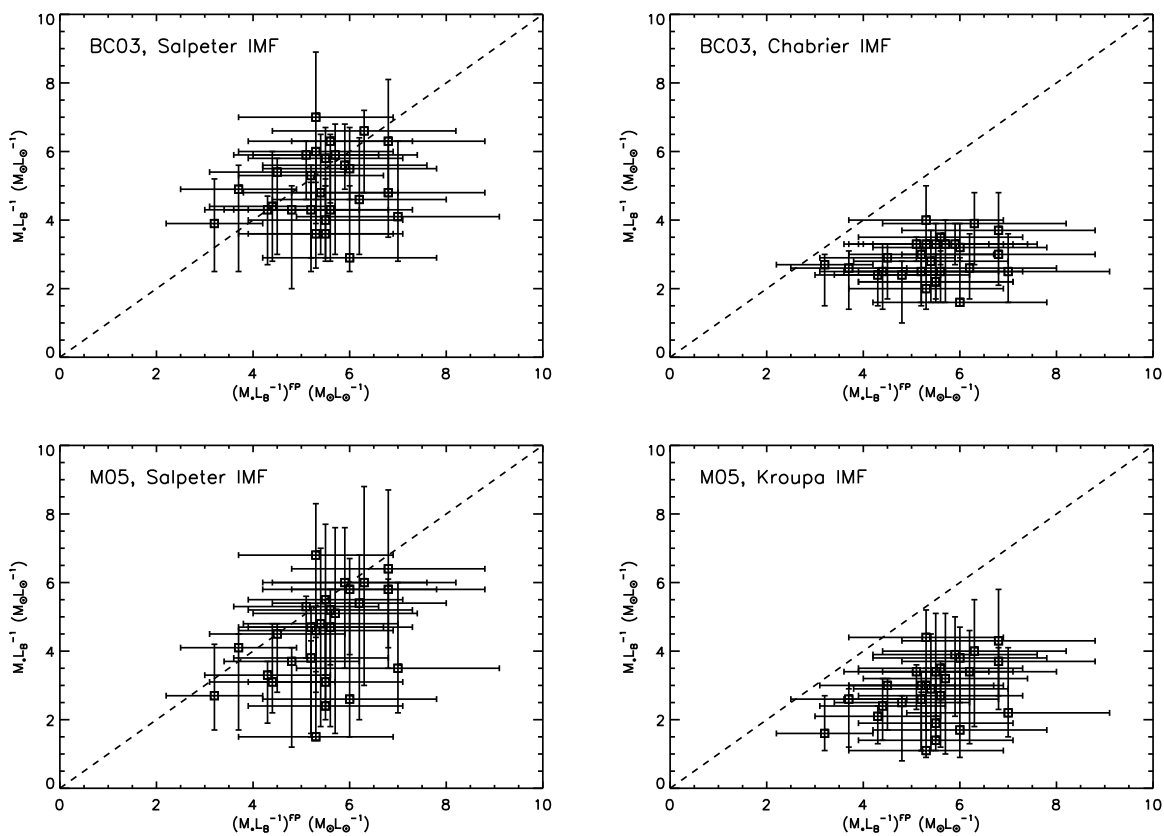 BC03, Salpeter IMF
M⁎L_B⁻¹ (M⊙L⊙⁻¹)
10
8
6
4
2
0
0 2 4 6 8 10
(M⁎L_B⁻¹)^FP (M⊙L⊙⁻¹)
BC03, Chabrier IMF
M⁎L_B⁻¹ (M⊙L⊙⁻¹)
10
8
6
4
2
0
0 2 4 6 8 10
(M⁎L_B⁻¹)^FP (M⊙L⊙⁻¹)
M05, Salpeter IMF
M⁎L_B⁻¹ (M⊙L⊙⁻¹)
10
8
6
4
2
0
0 2 4 6 8 10
(M⁎L_B⁻¹)^FP (M⊙L⊙⁻¹)
M05, Kroupa IMF
M⁎L_B⁻¹ (M⊙L⊙⁻¹)
10
8
6
4
2
0
0 2 4 6 8 10
(M⁎L_B⁻¹)^FP (M⊙L⊙⁻¹)